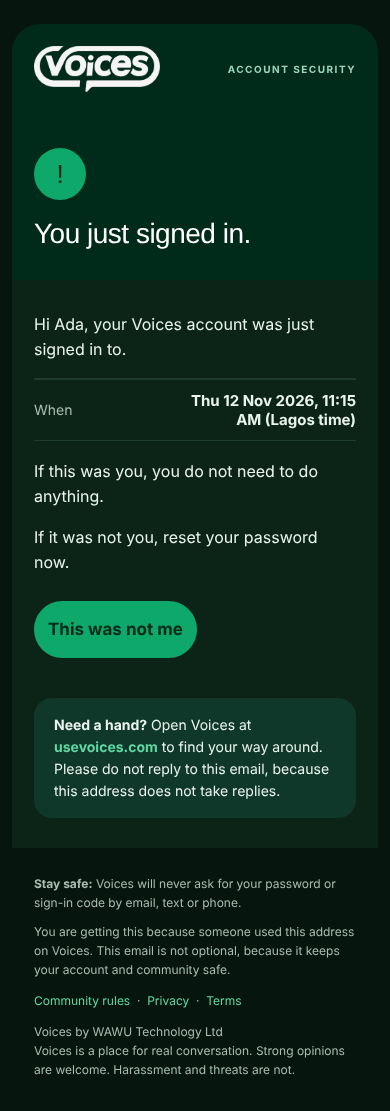 Voices
ACCOUNT SECURITY
!
You just signed in.
Hi Ada, your Voices account was just
signed in to.
When
Thu 12 Nov 2026, 11:15
AM (Lagos time)
If this was you, you do not need to do
anything.
If it was not you, reset your password
now.
This was not me
Need a hand? Open Voices at
usevoices.com to find your way around.
Please do not reply to this email, because
this address does not take replies.
Stay safe: Voices will never ask for your password or
sign-in code by email, text or phone.
You are getting this because someone used this address
on Voices. This email is not optional, because it keeps
your account and community safe.
Community rules · Privacy · Terms
Voices by WAWU Technology Ltd
Voices is a place for real conversation. Strong opinions
are welcome. Harassment and threats are not.